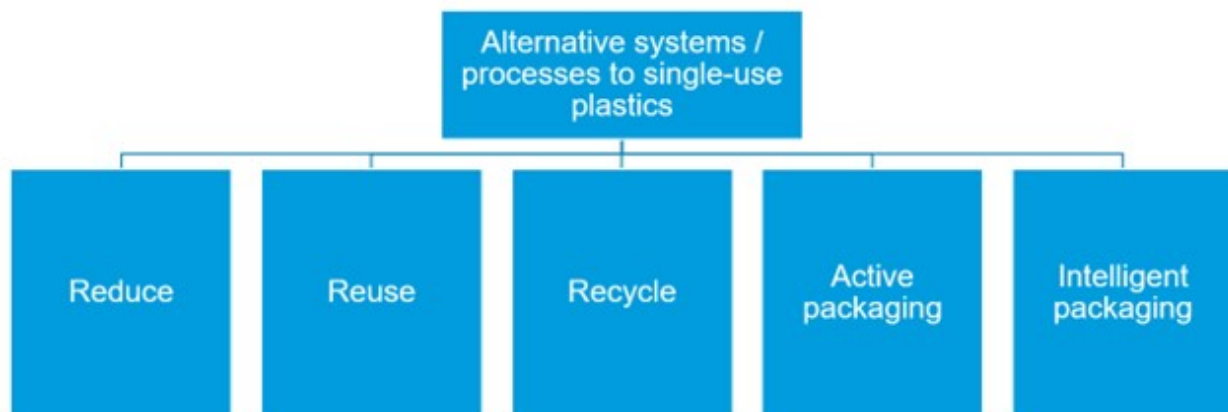 Alternative systems /
processes to single-use
plastics
Reduce
Reuse
Recycle
Active
packaging
Intelligent
packaging